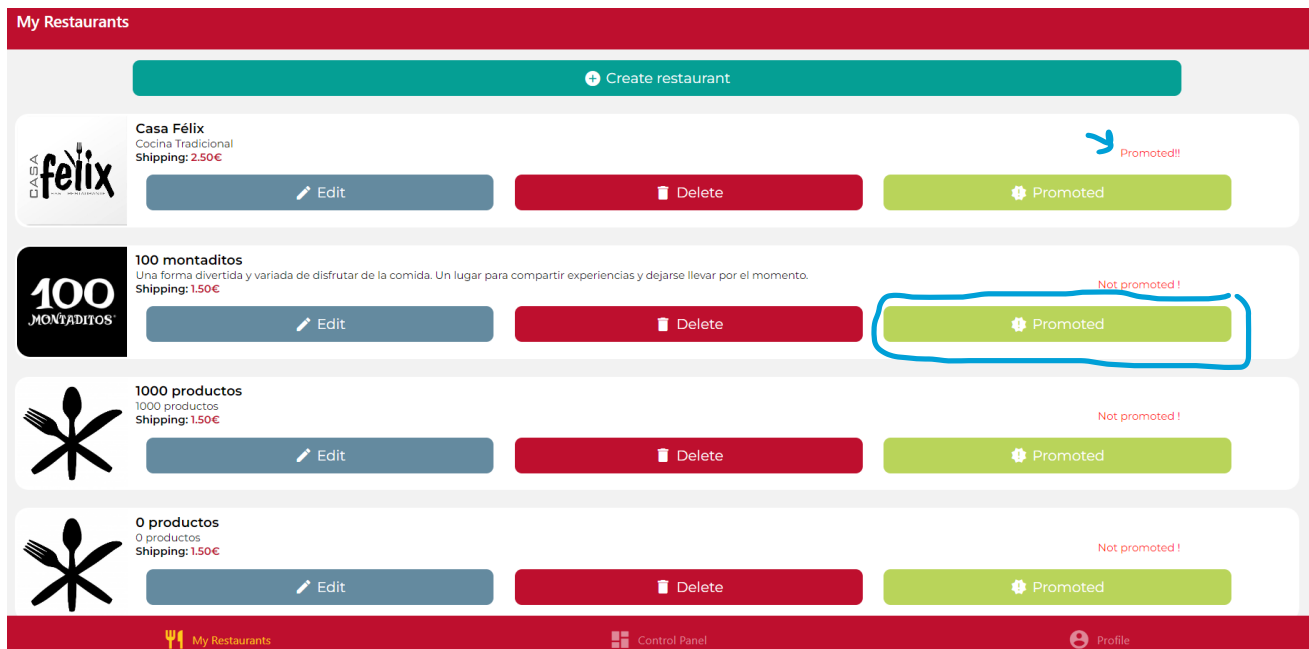 My Restaurants
Create restaurant
CASA felix
Casa Félix
Cocina Tradicional
Shipping: 2.50€
Promoted!!
Edit
Delete
Promoted
100 MONTADITOS
100 montaditos
Una forma divertida y variada de disfrutar de la comida. Un lugar para compartir experiencias y dejarse llevar por el momento.
Shipping: 1.50€
Not promoted !
Edit
Delete
Promoted
1000 productos
1000 productos
Shipping: 1.50€
Not promoted !
Edit
Delete
Promoted
0 productos
0 productos
Shipping: 1.50€
Not promoted !
Edit
Delete
Promoted
My Restaurants
Control Panel
Profile